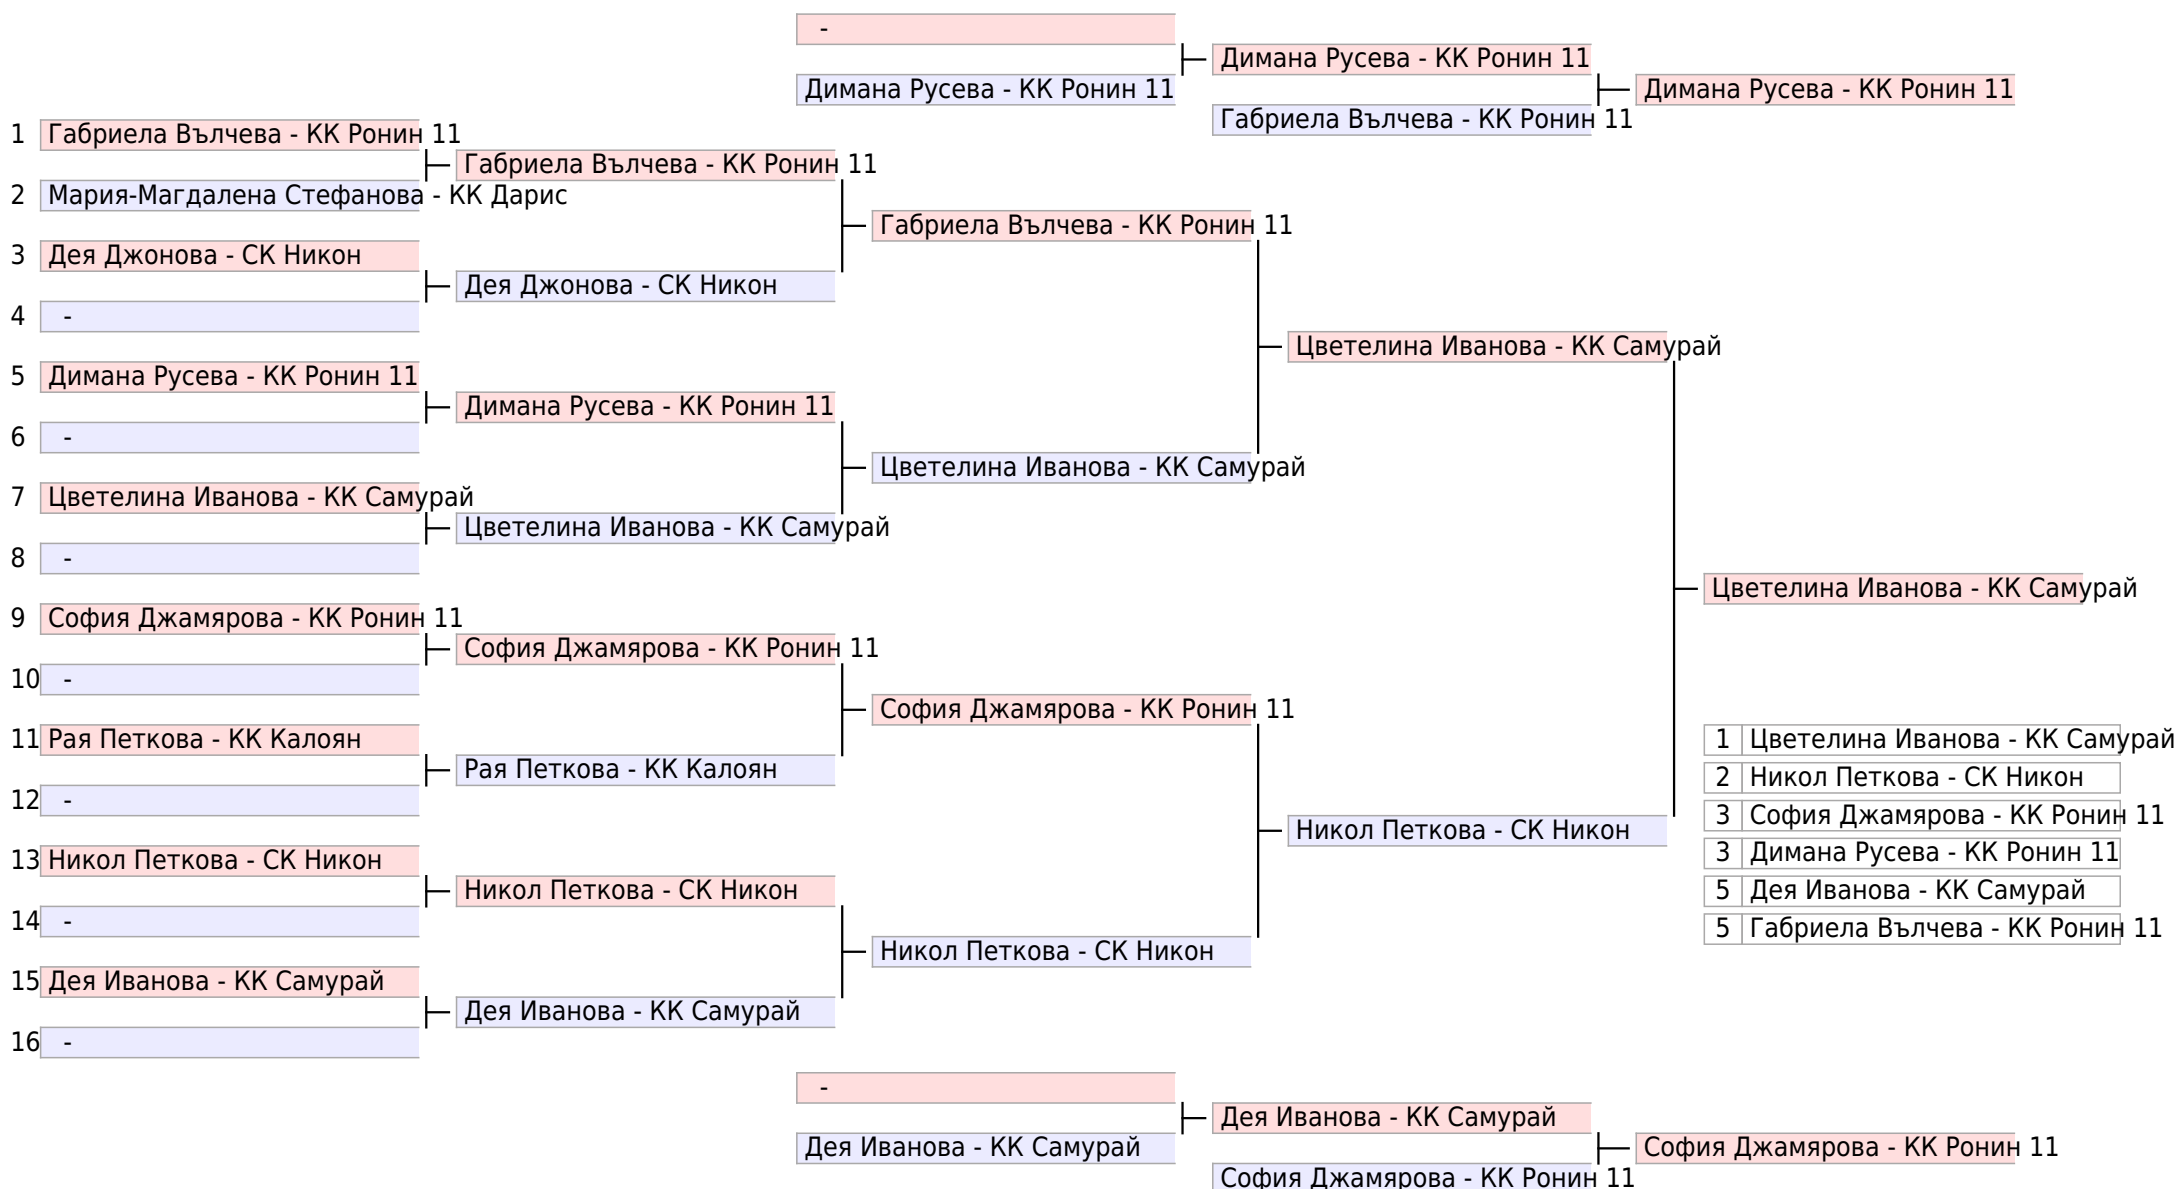 -
Димана Русева - КК Ронин 11
Димана Русева - КК Ронин 11
Димана Русева - КК Ронин 11
Габриела Вълчева - КК Ронин 11
1 Габриела Вълчева - КК Ронин 11
Габриела Вълчева - КК Ронин 11
2 Мария-Магдалена Стефанова - КК Дарис
Габриела Вълчева - КК Ронин 11
3 Дея Джонова - СК Никон
Дея Джонова - СК Никон
4 -
Цветелина Иванова - КК Самурай
5 Димана Русева - КК Ронин 11
Димана Русева - КК Ронин 11
6 -
Цветелина Иванова - КК Самурай
7 Цветелина Иванова - КК Самурай
Цветелина Иванова - КК Самурай
8 -
Цветелина Иванова - КК Самурай
9 София Джамярова - КК Ронин 11
София Джамярова - КК Ронин 11
10 -
София Джамярова - КК Ронин 11
11 Рая Петкова - КК Калоян
Рая Петкова - КК Калоян
12 -
Никол Петкова - СК Никон
13 Никол Петкова - СК Никон
Никол Петкова - СК Никон
14 -
Никол Петкова - СК Никон
15 Дея Иванова - КК Самурай
Дея Иванова - КК Самурай
16 -
1 Цветелина Иванова - КК Самурай
2 Никол Петкова - СК Никон
3 София Джамярова - КК Ронин 11
3 Димана Русева - КК Ронин 11
5 Дея Иванова - КК Самурай
5 Габриела Вълчева - КК Ронин 11
-
Дея Иванова - КК Самурай
Дея Иванова - КК Самурай
София Джамярова - КК Ронин 11
София Джамярова - КК Ронин 11